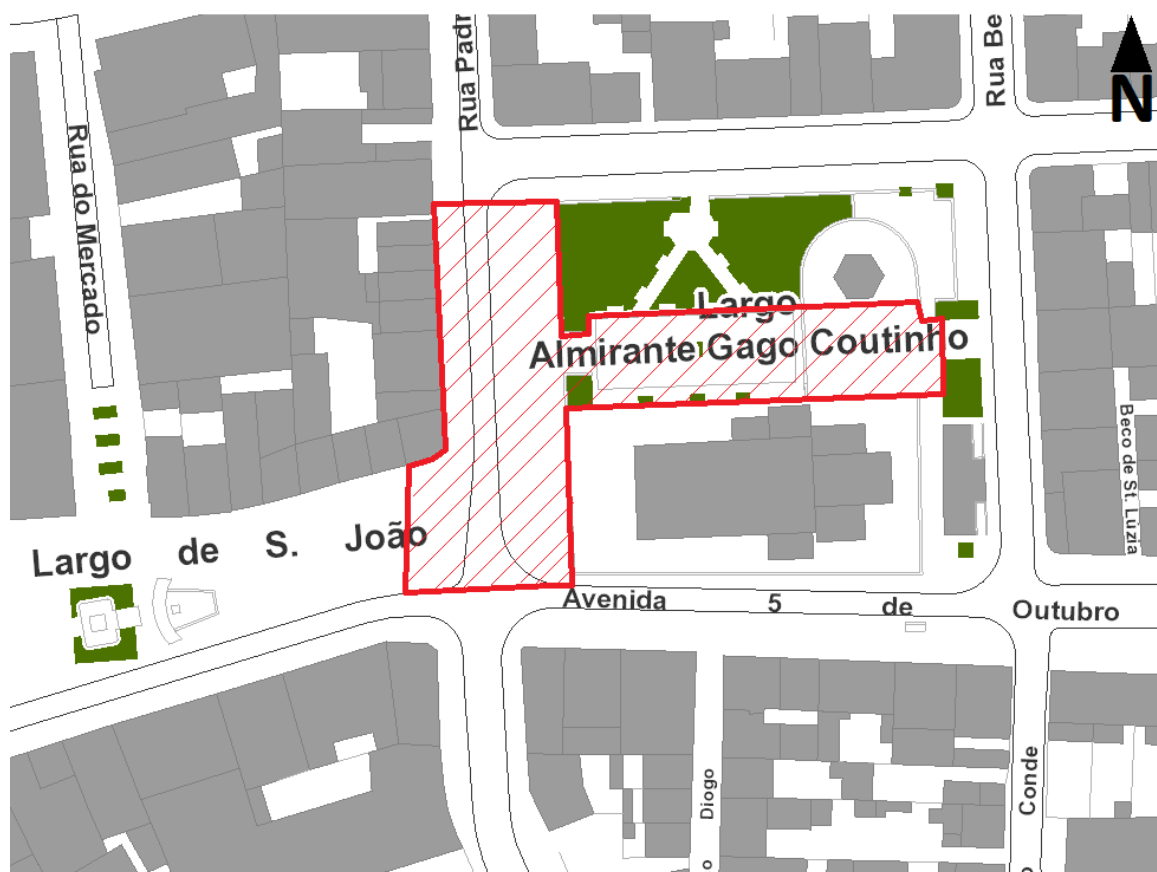 Rua Padr
Rua Be
N
Rua do Mercado
Largo
Almirante Gago Coutinho
Beco de St. Lúzia
Largo de S. João
Avenida 5 de Outubro
Diogo
Conde
o